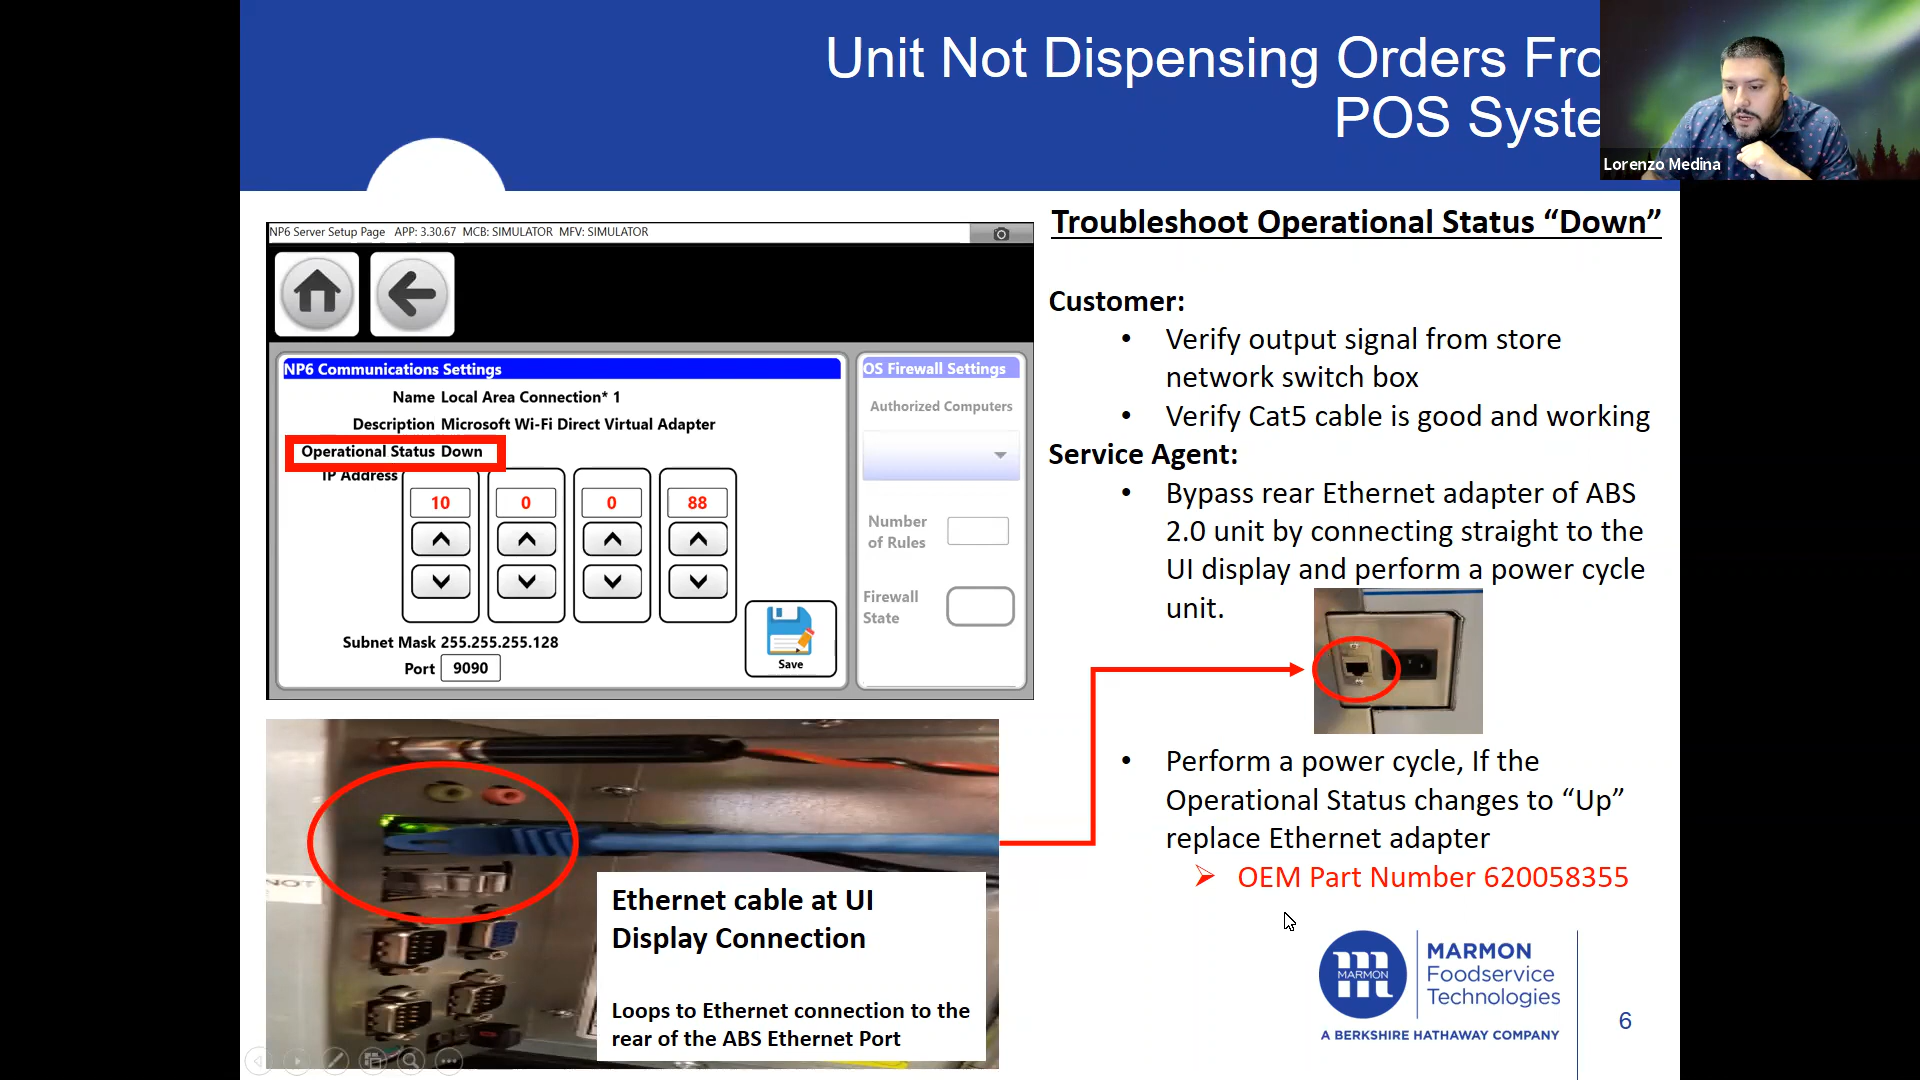 Unit Not Dispensing Orders Fro
POS Syste
Lorenzo Medina
NP6 Server Setup Page APP: 3.30.67 MCB: SIMULATOR MFV: SIMULATOR
NP6 Communications Settings
Name Local Area Connection* 1
Description Microsoft Wi-Fi Direct Virtual Adapter
Operational Status Down
IP Address
10 0 0 88
Subnet Mask 255.255.255.128
Port 9090
Save
OS Firewall Settings
Authorized Computers
Number
of Rules
Firewall
State
Troubleshoot Operational Status “Down”
Customer:
• Verify output signal from store
network switch box
• Verify Cat5 cable is good and working
Service Agent:
• Bypass rear Ethernet adapter of ABS
2.0 unit by connecting straight to the
UI display and perform a power cycle
unit.
• Perform a power cycle, If the
Operational Status changes to “Up”
replace Ethernet adapter
➢ OEM Part Number 620058355
NOT
Ethernet cable at UI
Display Connection
Loops to Ethernet connection to the
rear of the ABS Ethernet Port
MARMON
MARMON
Foodservice
Technologies
A BERKSHIRE HATHAWAY COMPANY
6